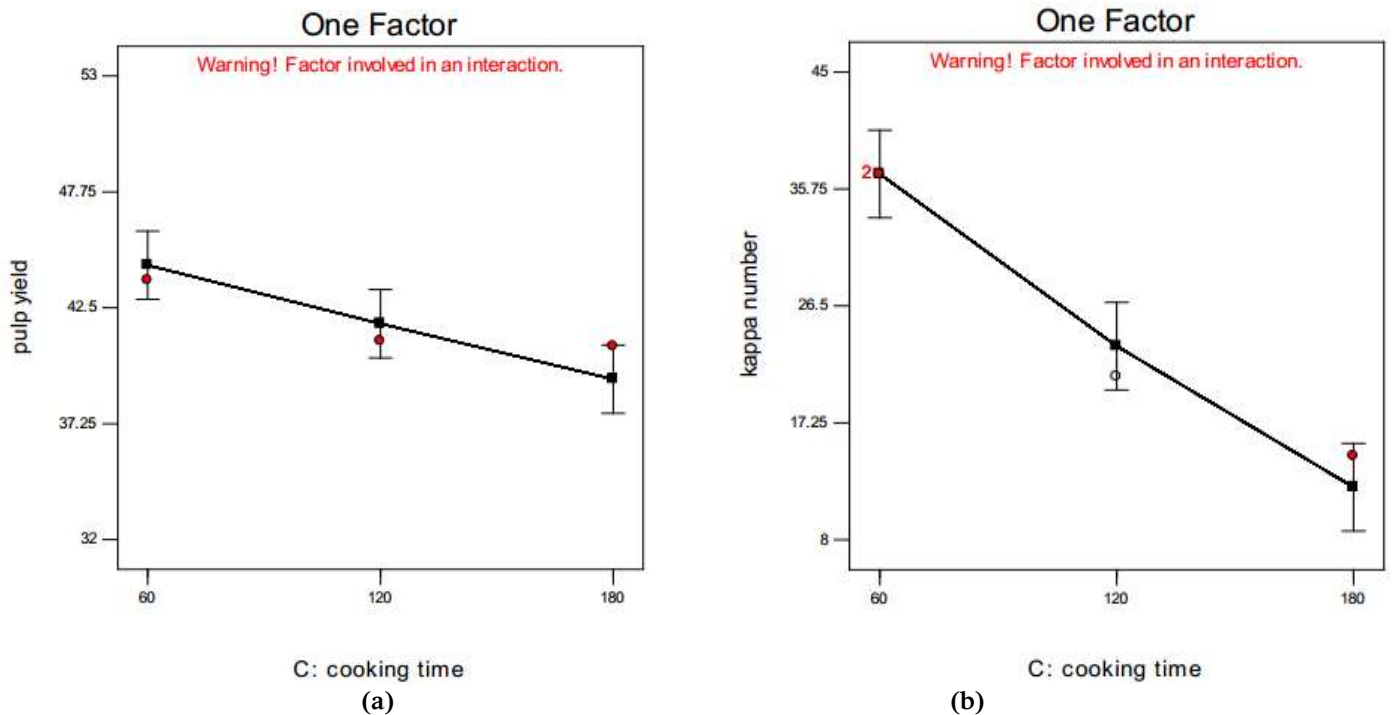 One Factor
Warning! Factor involved in an interaction.
53
47.75
42.5
37.25
32
pulp yield
60 120 180
C: cooking time
(a)
One Factor
Warning! Factor involved in an interaction.
45
35.75
26.5
17.25
8
kappa number
2
60 120 180
C: cooking time
(b)